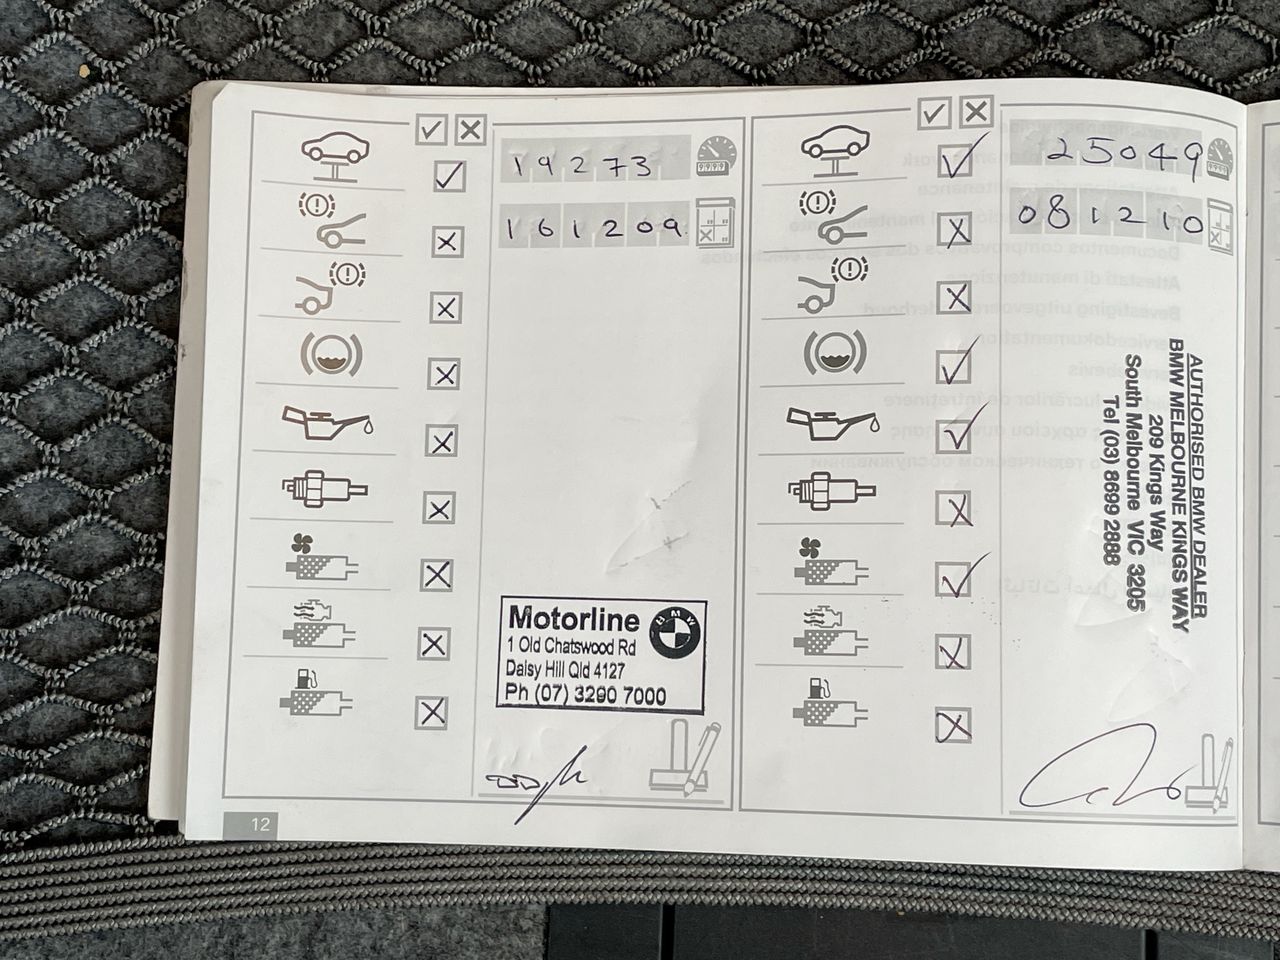 19273
161209
Motorline
BMW
1 Old Chatswood Rd
Daisy Hill Qld 4127
Ph (07) 3290 7000
12
25049
081210
AUTHORISED BMW DEALER
BMW MELBOURNE KINGS WAY
209 Kings Way
South Melbourne VIC 3205
Tel (03) 8699 2888